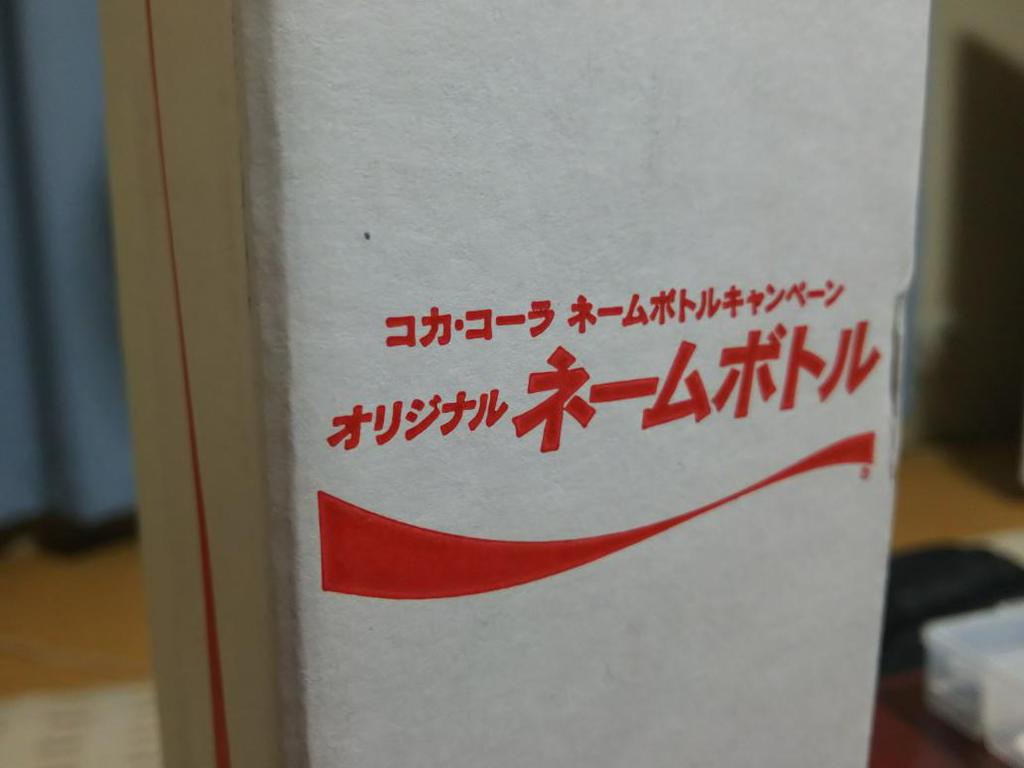 コカ・コーラ ネームボトルキャンペーン
オリジナル ネームボトル
®